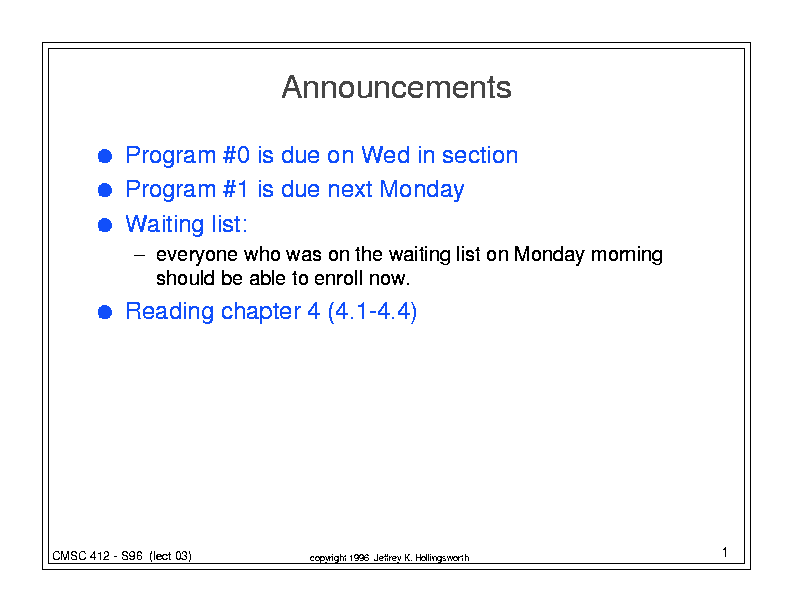 Announcements
● Program #0 is due on Wed in section
● Program #1 is due next Monday
● Waiting list:
– everyone who was on the waiting list on Monday morning
should be able to enroll now.
● Reading chapter 4 (4.1-4.4)
CMSC 412 - S96 (lect 03)
copyright 1996 Jeffrey K. Hollingsworth
1